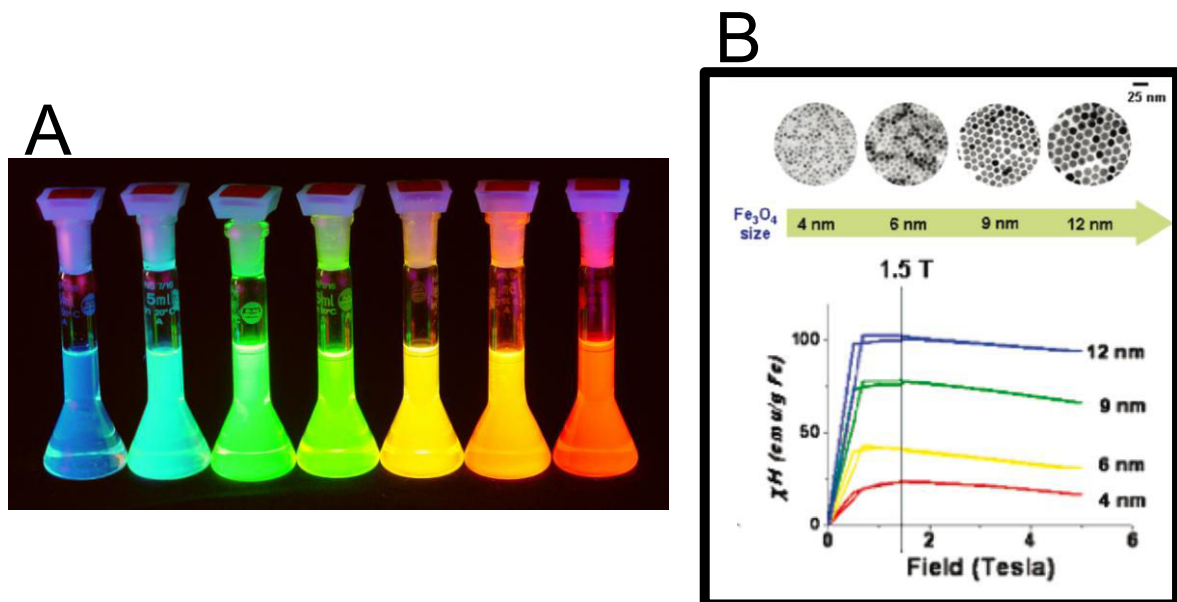 A
5ml
20°C
A
B
25 nm
Fe₃O₄
size
4 nm
6 nm
9 nm
12 nm
1.5 T
χH (emu/g Fe)
100
50
0
12 nm
9 nm
6 nm
4 nm
0
2
4
6
Field (Tesla)